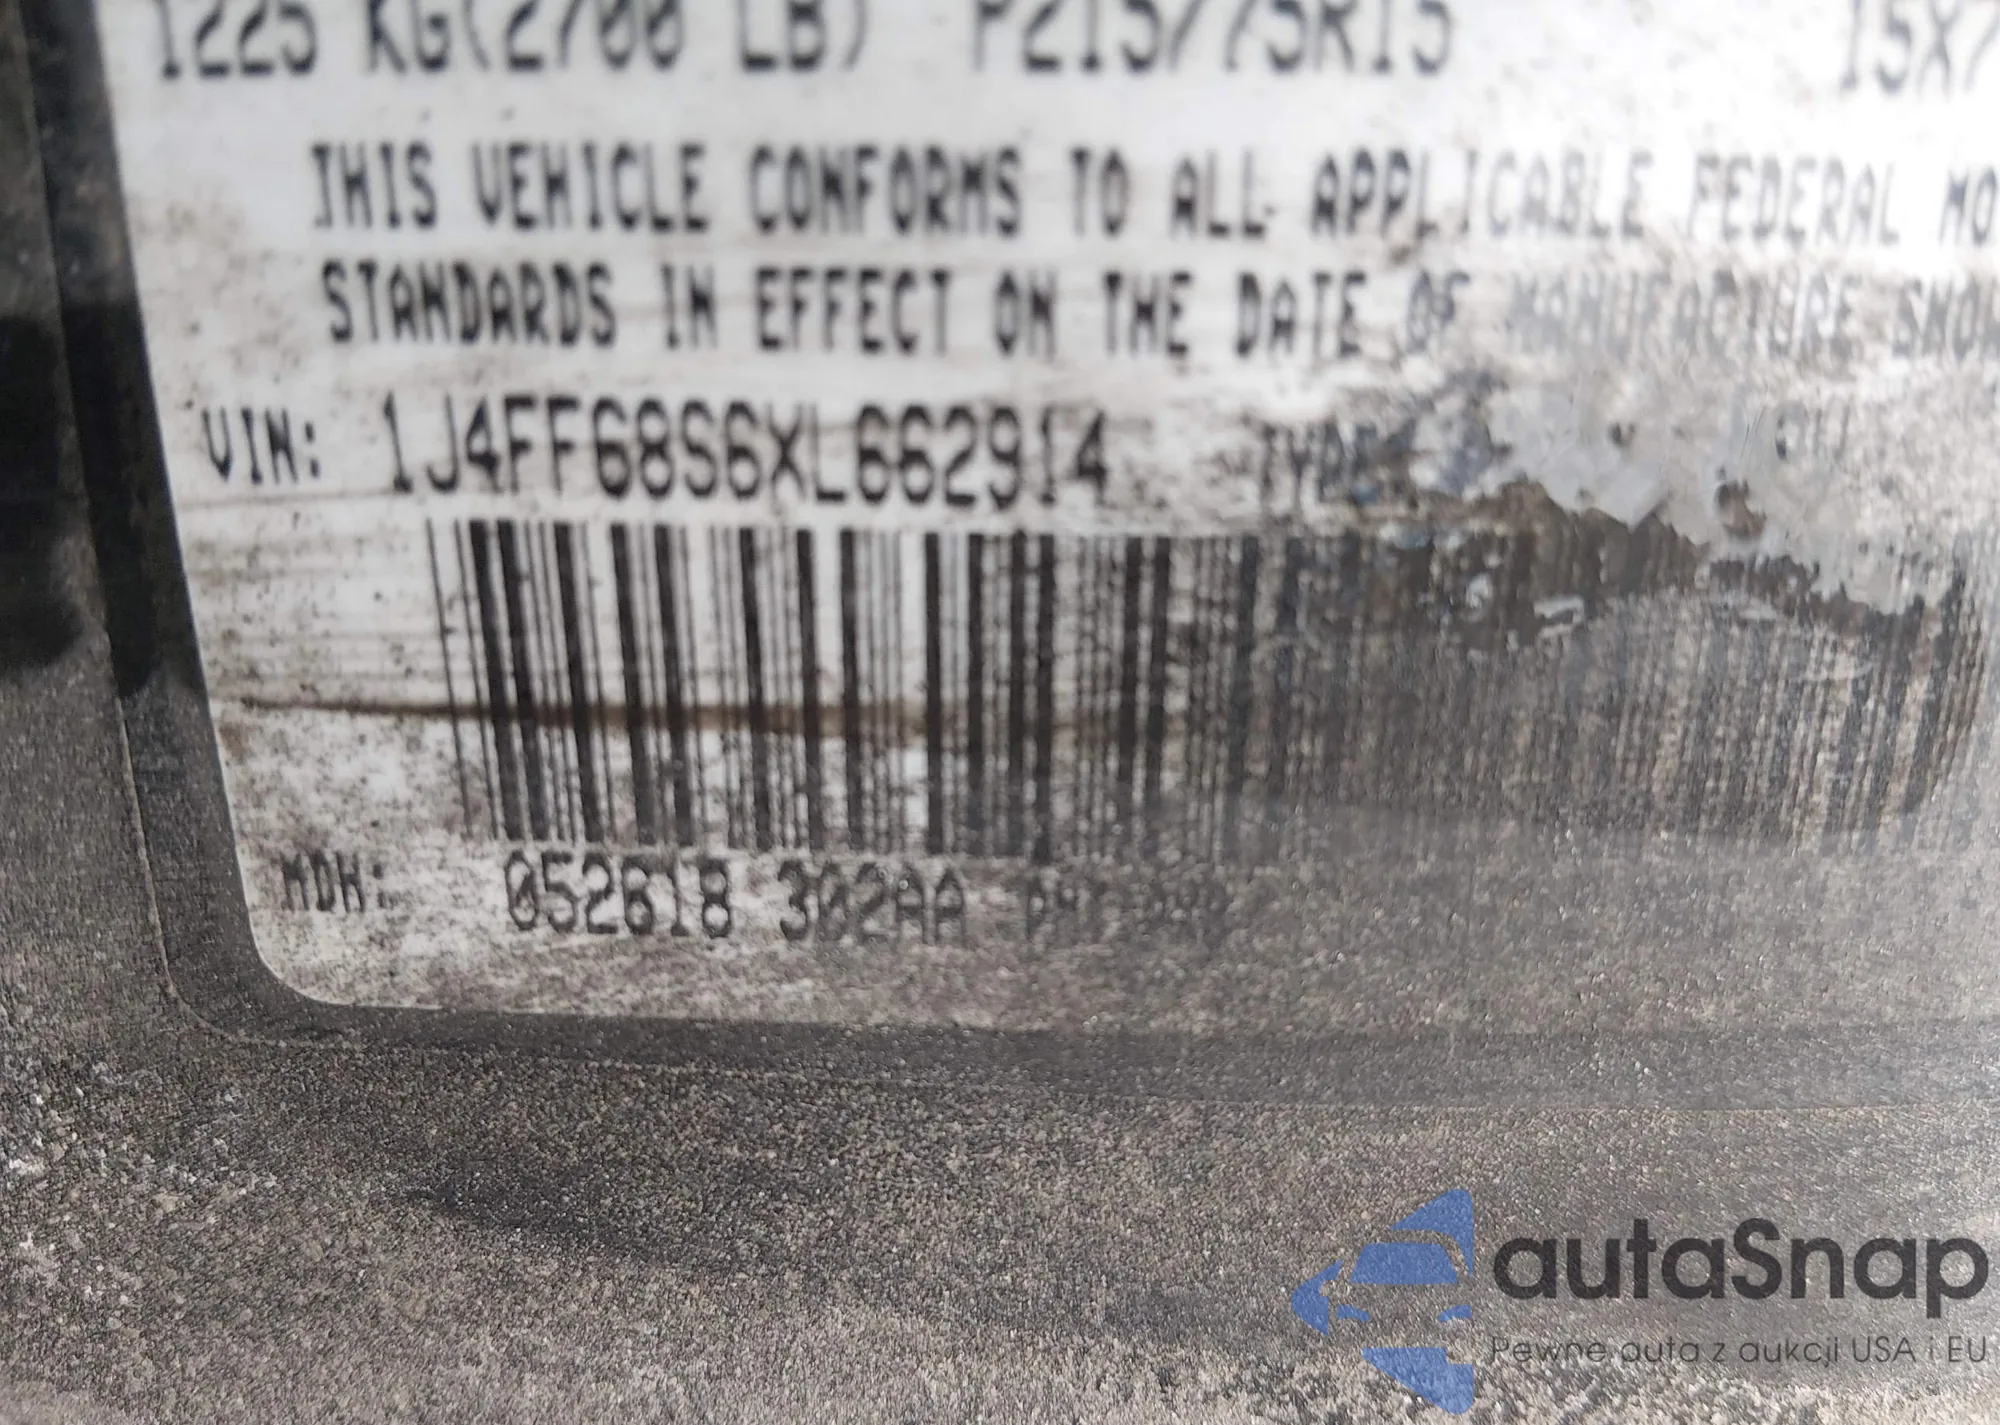 1225 KG(2700 LB) P215/75R15 15X7
THIS VEHICLE CONFORMS TO ALL APPLICABLE FEDERAL MO
STANDARDS IN EFFECT ON THE DATE OF MANUFACTURE SHOW
VIN: 1J4FF68S6XL662914
MDH: 052618 302AA
autaSnap
Pewne auta z aukcji USA i EU